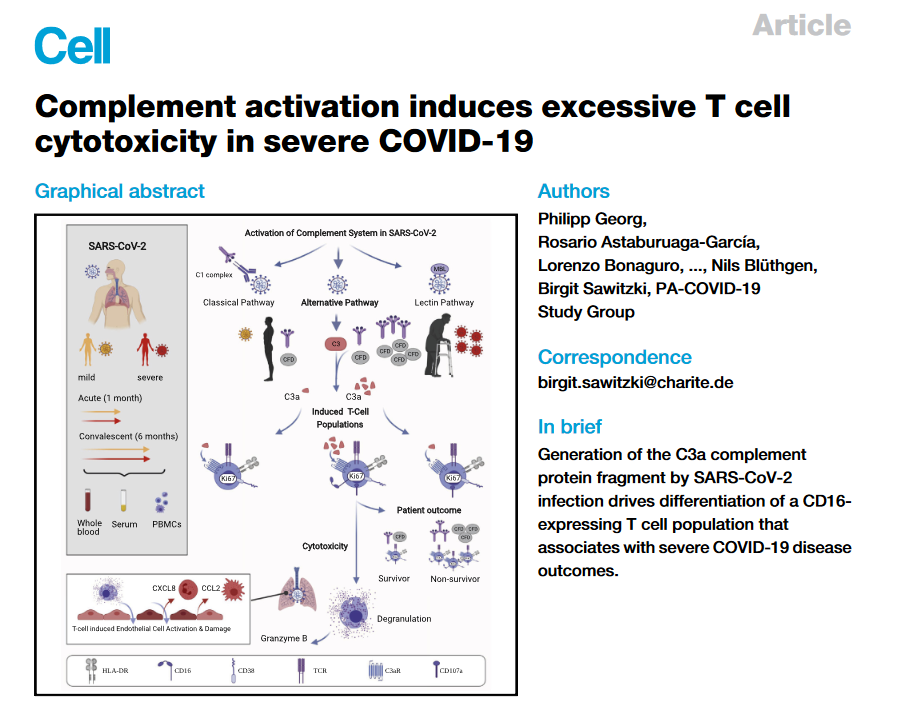 Article
Cell
Complement activation induces excessive T cell
cytotoxicity in severe COVID-19
Graphical abstract
SARS-CoV-2
mild
severe
Acute (1 month)
Convalescent (6 months)
Whole
blood
Serum
PBMCs
Activation of Complement System in SARS-CoV-2
C1 complex
MBL
Classical Pathway
Alternative Pathway
Lectin Pathway
CFD
C3
CFD
CFD
CFD
CFD
CFD
CFD
C3a
C3a
Induced T-Cell
Populations
Ki67
Ki67
Ki67
Patient outcome
Cytotoxicity
CFD
CFD
CFD
CFD
Survivor
Non-survivor
CXCL8
CCL2
T-cell induced Endothelial Cell Activation & Damage
Degranulation
Granzyme B
HLA-DR
CD16
CD38
TCR
C3aR
CD107a
Authors
Philipp Georg,
Rosario Astaburuaga-García,
Lorenzo Bonaguro, ..., Nils Blüthgen,
Birgit Sawitzki, PA-COVID-19
Study Group
Correspondence
birgit.sawitzki@charite.de
In brief
Generation of the C3a complement
protein fragment by SARS-CoV-2
infection drives differentiation of a CD16-
expressing T cell population that
associates with severe COVID-19 disease
outcomes.